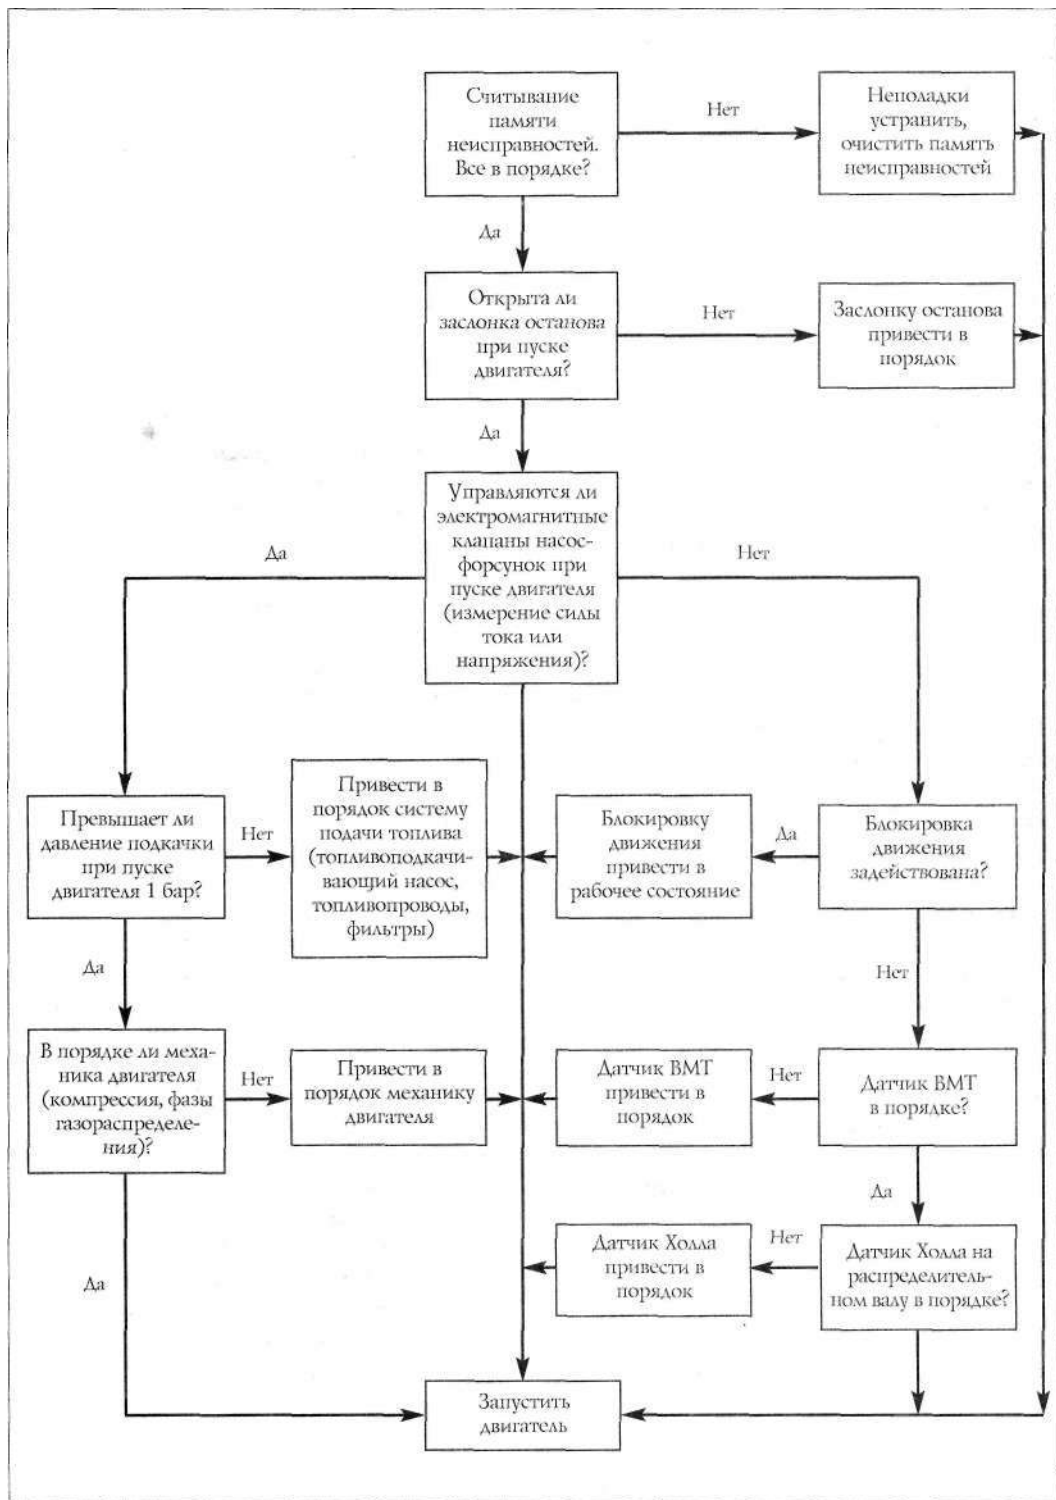 Считывание
памяти
неисправностей.
Все в порядке?
Нет
Неполадки
устранить,
очистить память
неисправностей
Да
Открыта ли
заслонка останова
при пуске
двигателя?
Нет
Заслонку останова
привести в
порядок
Да
Управляются ли
электромагнитные
клапаны насос-
форсунок при
пуске двигателя
(измерение силы
тока или
напряжения)?
Да
Нет
Превышает ли
давление подкачки
при пуске
двигателя 1 бар?
Нет
Привести в
порядок систему
подачи топлива
(топливоподкачи-
вающий насос,
топливопроводы,
фильтры)
Блокировку
движения
привести в
рабочее состояние
Да
Блокировка
движения
задействована?
Да
Нет
В порядке ли меха-
ника двигателя
(компрессия, фазы
газораспределе-
ния)?
Нет
Привести в
порядок механику
двигателя
Датчик ВМТ
привести в
порядок
Нет
Датчик ВМТ
в порядке?
Да
Датчик Холла
привести в
порядок
Нет
Датчик Холла на
распределитель-
ном валу в порядке?
Да
Запустить
двигатель